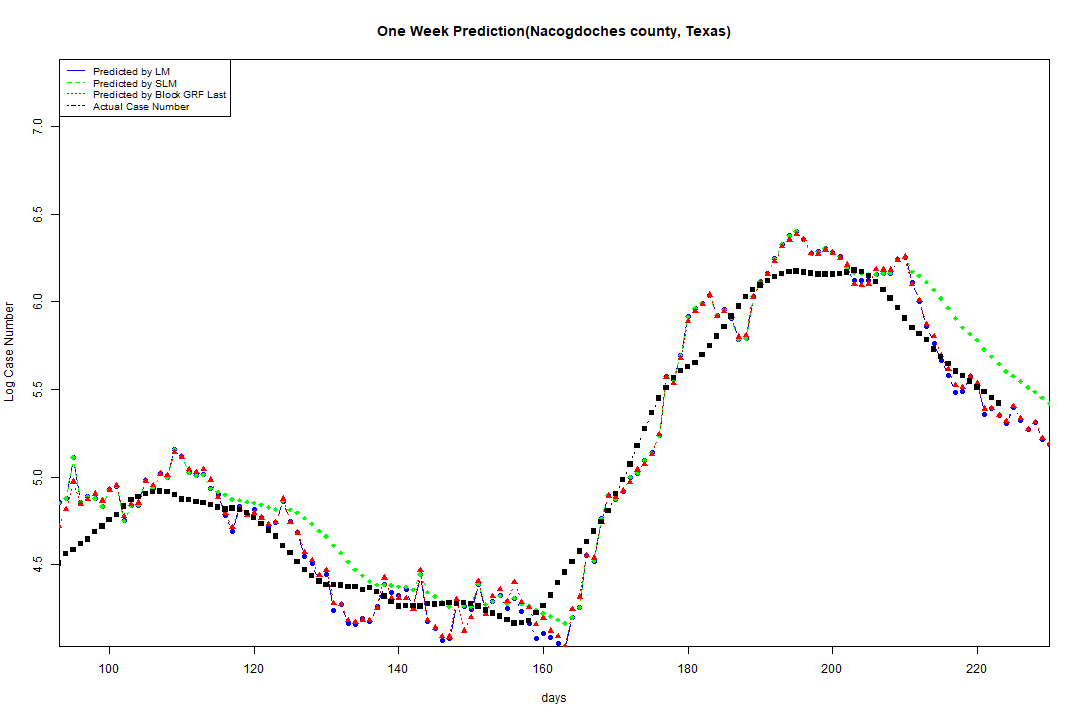 One Week Prediction(Nacogdoches county, Texas)
Predicted by LM
Predicted by SLM
Predicted by Block GRF Last
Actual Case Number
7.0
6.5
6.0
5.5
5.0
4.5
Log Case Number
100 120 140 160 180 200 220
days